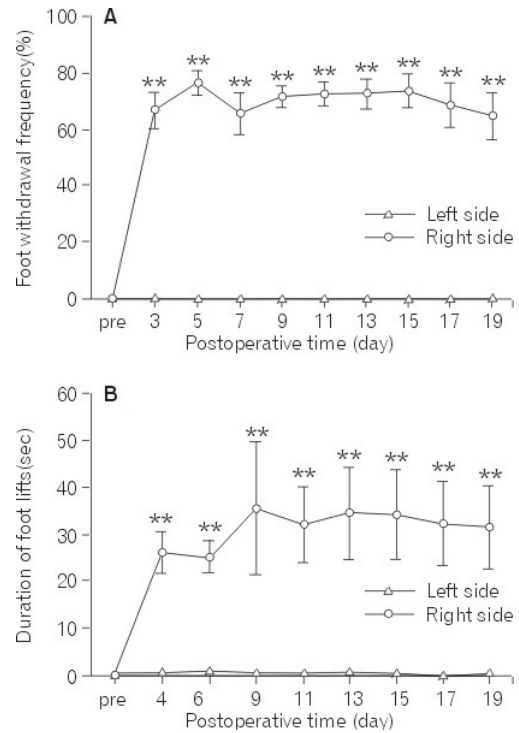 A
Foot withdrawal frequency(%)
100
80
60
40
20
0
** ** ** ** ** ** ** ** **
Left side
Right side
pre 3 5 7 9 11 13 15 17 19
Postoperative time (day)
B
Duration of foot lifts(sec)
60
50
40
30
20
10
0
** ** ** ** ** ** ** **
Left side
Right side
pre 4 6 9 11 13 15 17 19
Postoperative time (day)